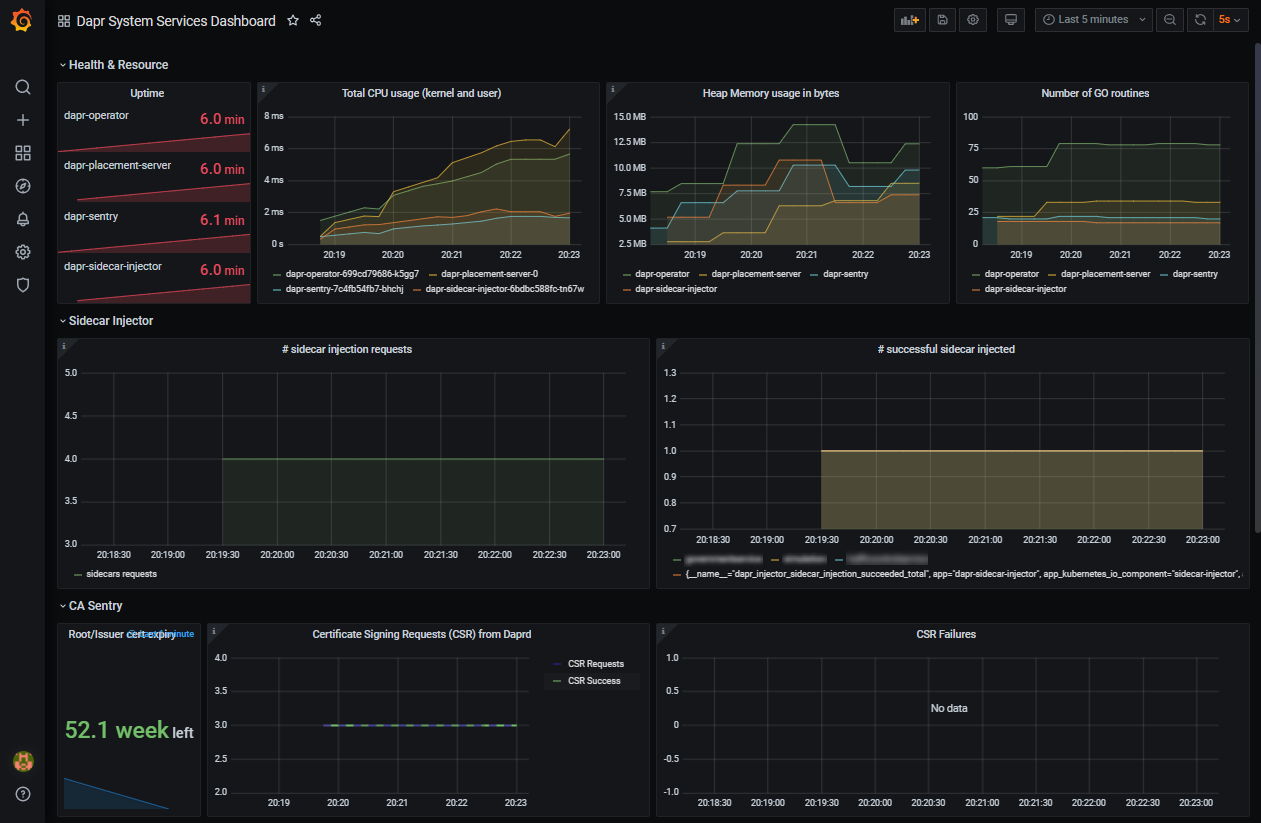 Dapr System Services Dashboard
Last 5 minutes
5s
Health & Resource
Uptime
dapr-operator
6.0 min
dapr-placement-server
6.0 min
dapr-sentry
6.1 min
dapr-sidecar-injector
6.0 min
Total CPU usage (kernel and user)
8 ms
6 ms
4 ms
2 ms
0 s
20:19 20:20 20:21 20:22 20:23
dapr-operator-699cd79686-k5gg7 dapr-placement-server-0
dapr-sentry-7c4fb54fb7-bhchj dapr-sidecar-injector-6bdbc588fc-tn67w
Heap Memory usage in bytes
15.0 MB
12.5 MB
10.0 MB
7.5 MB
5.0 MB
2.5 MB
20:19 20:20 20:21 20:22 20:23
dapr-operator dapr-placement-server dapr-sentry
dapr-sidecar-injector
Number of GO routines
100
75
50
25
0
20:19 20:20 20:21 20:22 20:23
dapr-operator dapr-placement-server dapr-sentry
dapr-sidecar-injector
Sidecar Injector
# sidecar injection requests
5.0
4.5
4.0
3.5
3.0
20:18:30 20:19:00 20:19:30 20:20:00 20:20:30 20:21:00 20:21:30 20:22:00 20:22:30 20:23:00
sidecars requests
# successful sidecar injected
1.3
1.2
1.1
1.0
0.9
0.8
0.7
20:18:30 20:19:00 20:19:30 20:20:00 20:20:30 20:21:00 20:21:30 20:22:00 20:22:30 20:23:00
{__name__="dapr_injector_sidecar_injection_succeeded_total", app="dapr-sidecar-injector", app_kubernetes_io_component="sidecar-injector",
CA Sentry
Root/Issuer cert expiry
minute
52.1 week left
Certificate Signing Requests (CSR) from Daprd
4.0
3.5
3.0
2.5
2.0
20:19 20:20 20:21 20:22 20:23
CSR Requests
CSR Success
CSR Failures
1.0
0.5
0
-0.5
-1.0
No data
20:18:30 20:19:00 20:19:30 20:20:00 20:20:30 20:21:00 20:21:30 20:22:00 20:22:30 20:23:00